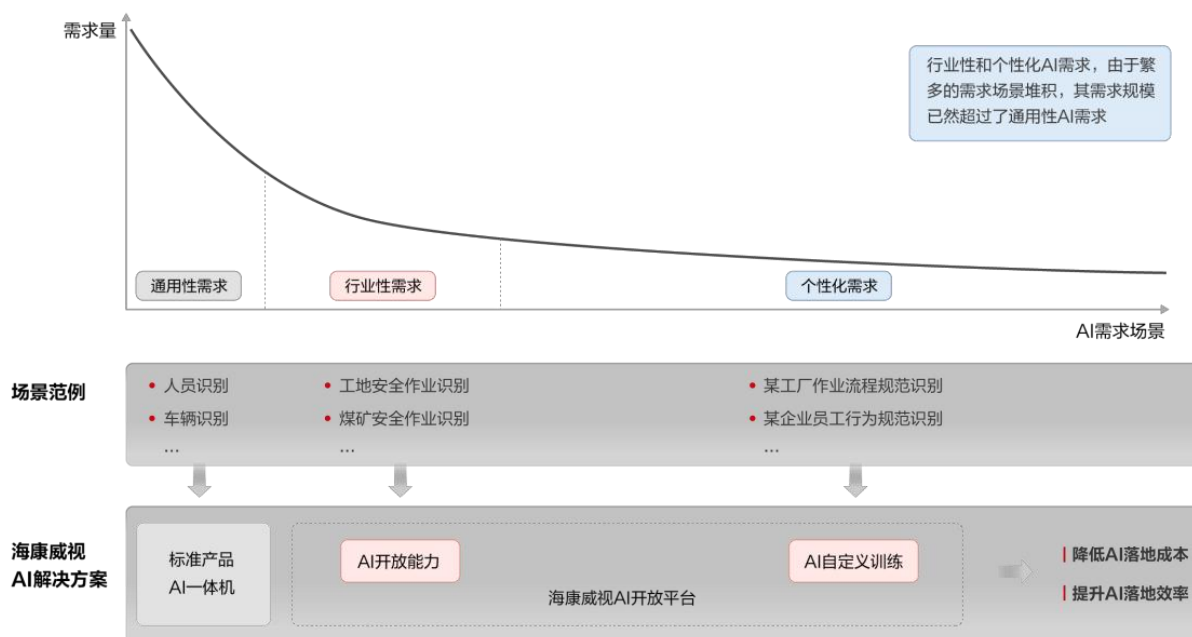 需求量
行业性和个性化AI需求，由于繁
多的需求场景堆积，其需求规模
已然超过了通用性AI需求
通用性需求
行业性需求
个性化需求
AI需求场景
场景范例
• 人员识别
• 车辆识别
...
• 工地安全作业识别
• 煤矿安全作业识别
...
• 某工厂作业流程规范识别
• 某企业员工行为规范识别
...
海康威视
AI解决方案
标准产品
AI一体机
AI开放能力
AI自定义训练
海康威视AI开放平台
降低AI落地成本
提升AI落地效率